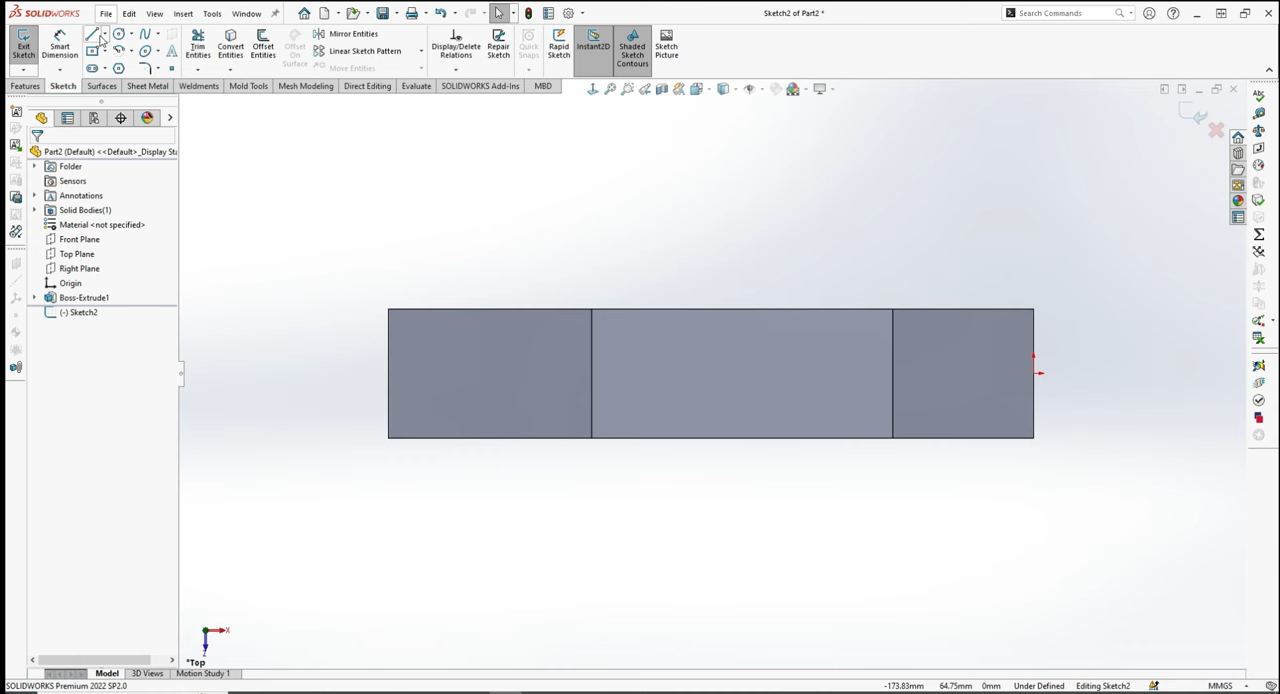 SOLIDWORKS File Edit View Insert Tools Window Sketch2 of Part2 * Search Commands
Exit Sketch
Smart Dimension
Trim Entities
Convert Entities
Offset Entities
Offset On Surface
Mirror Entities
Linear Sketch Pattern
Move Entities
Display/Delete Relations
Repair Sketch
Quick Snaps
Rapid Sketch
Instant2D
Shaded Sketch Contours
Sketch Picture
Features Sketch Surfaces Sheet Metal Weldments Mold Tools Mesh Modeling Direct Editing Evaluate SOLIDWORKS Add-Ins MBD
Part2 (Default) <<Default>_Display Sta
Folder
Sensors
Annotations
Solid Bodies(1)
Material <not specified>
Front Plane
Top Plane
Right Plane
Origin
Boss-Extrude1
(-) Sketch2
X
Z
*Top
Model 3D Views Motion Study 1
SOLIDWORKS Premium 2022 SP2.0 -173.83mm 64.75mm 0mm Under Defined Editing Sketch2 MMGS